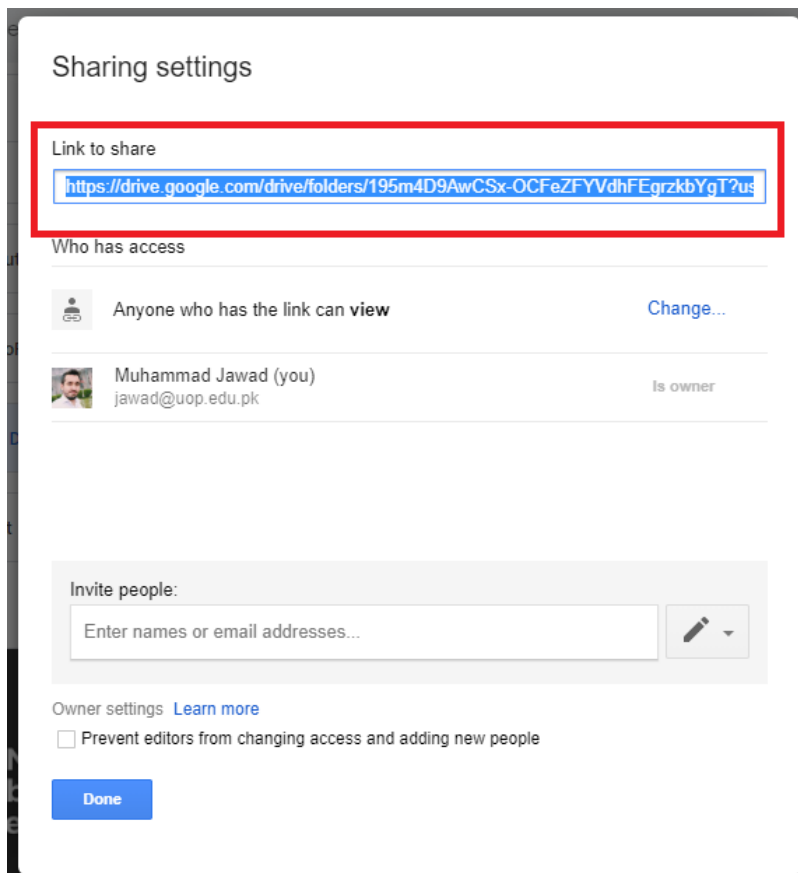 Sharing settings
Link to share
https://drive.google.com/drive/folders/195m4D9AwCSx-OCFeZFYVdhFEgrzkbYgT?us
Who has access
Anyone who has the link can view
Change...
Muhammad Jawad (you)
jawad@uop.edu.pk
Is owner
Invite people:
Enter names or email addresses...
Owner settings Learn more
Prevent editors from changing access and adding new people
Done